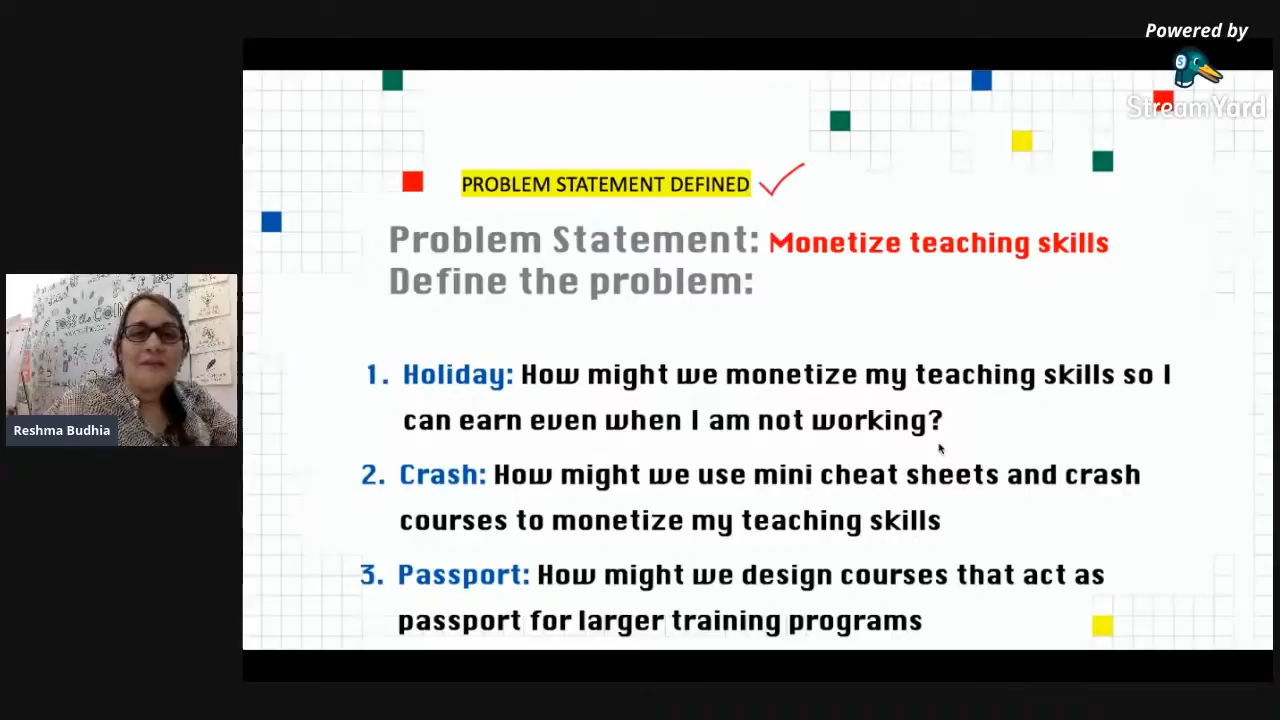 Powered by
StreamYard
PROBLEM STATEMENT DEFINED
Problem Statement: Monetize teaching skills
Define the problem:
1. Holiday: How might we monetize my teaching skills so I
can earn even when I am not working?
2. Crash: How might we use mini cheat sheets and crash
courses to monetize my teaching skills
3. Passport: How might we design courses that act as
passport for larger training programs
Reshma Budhia